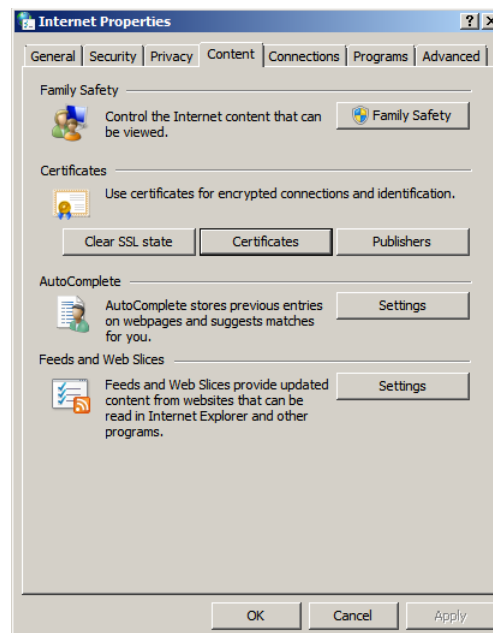 Internet Properties
General Security Privacy Content Connections Programs Advanced
Family Safety
Control the Internet content that can
be viewed.
Family Safety
Certificates
Use certificates for encrypted connections and identification.
Clear SSL state Certificates Publishers
AutoComplete
AutoComplete stores previous entries
on webpages and suggests matches
for you.
Settings
Feeds and Web Slices
Feeds and Web Slices provide updated
content from websites that can be
read in Internet Explorer and other
programs.
Settings
OK Cancel Apply